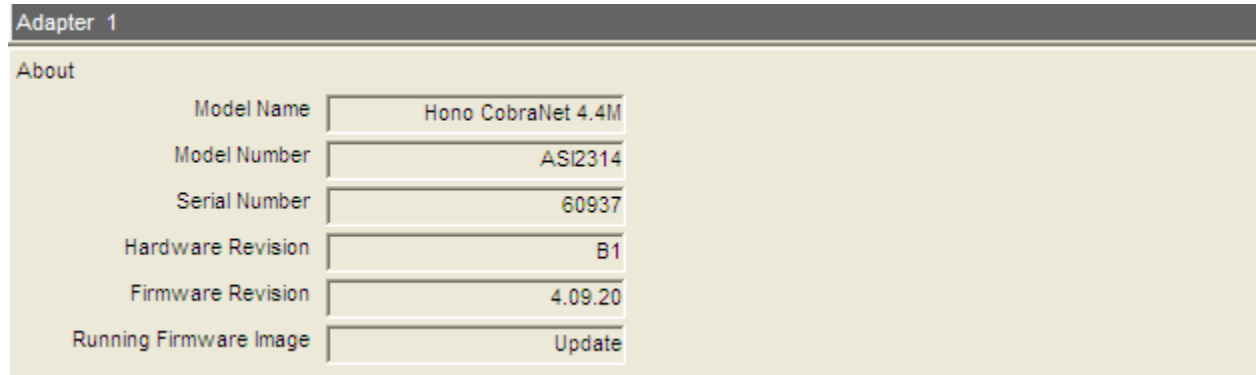 Adapter 1
About
Model Name Hono CobraNet 4.4M
Model Number ASI2314
Serial Number 60937
Hardware Revision B1
Firmware Revision 4.09.20
Running Firmware Image Update